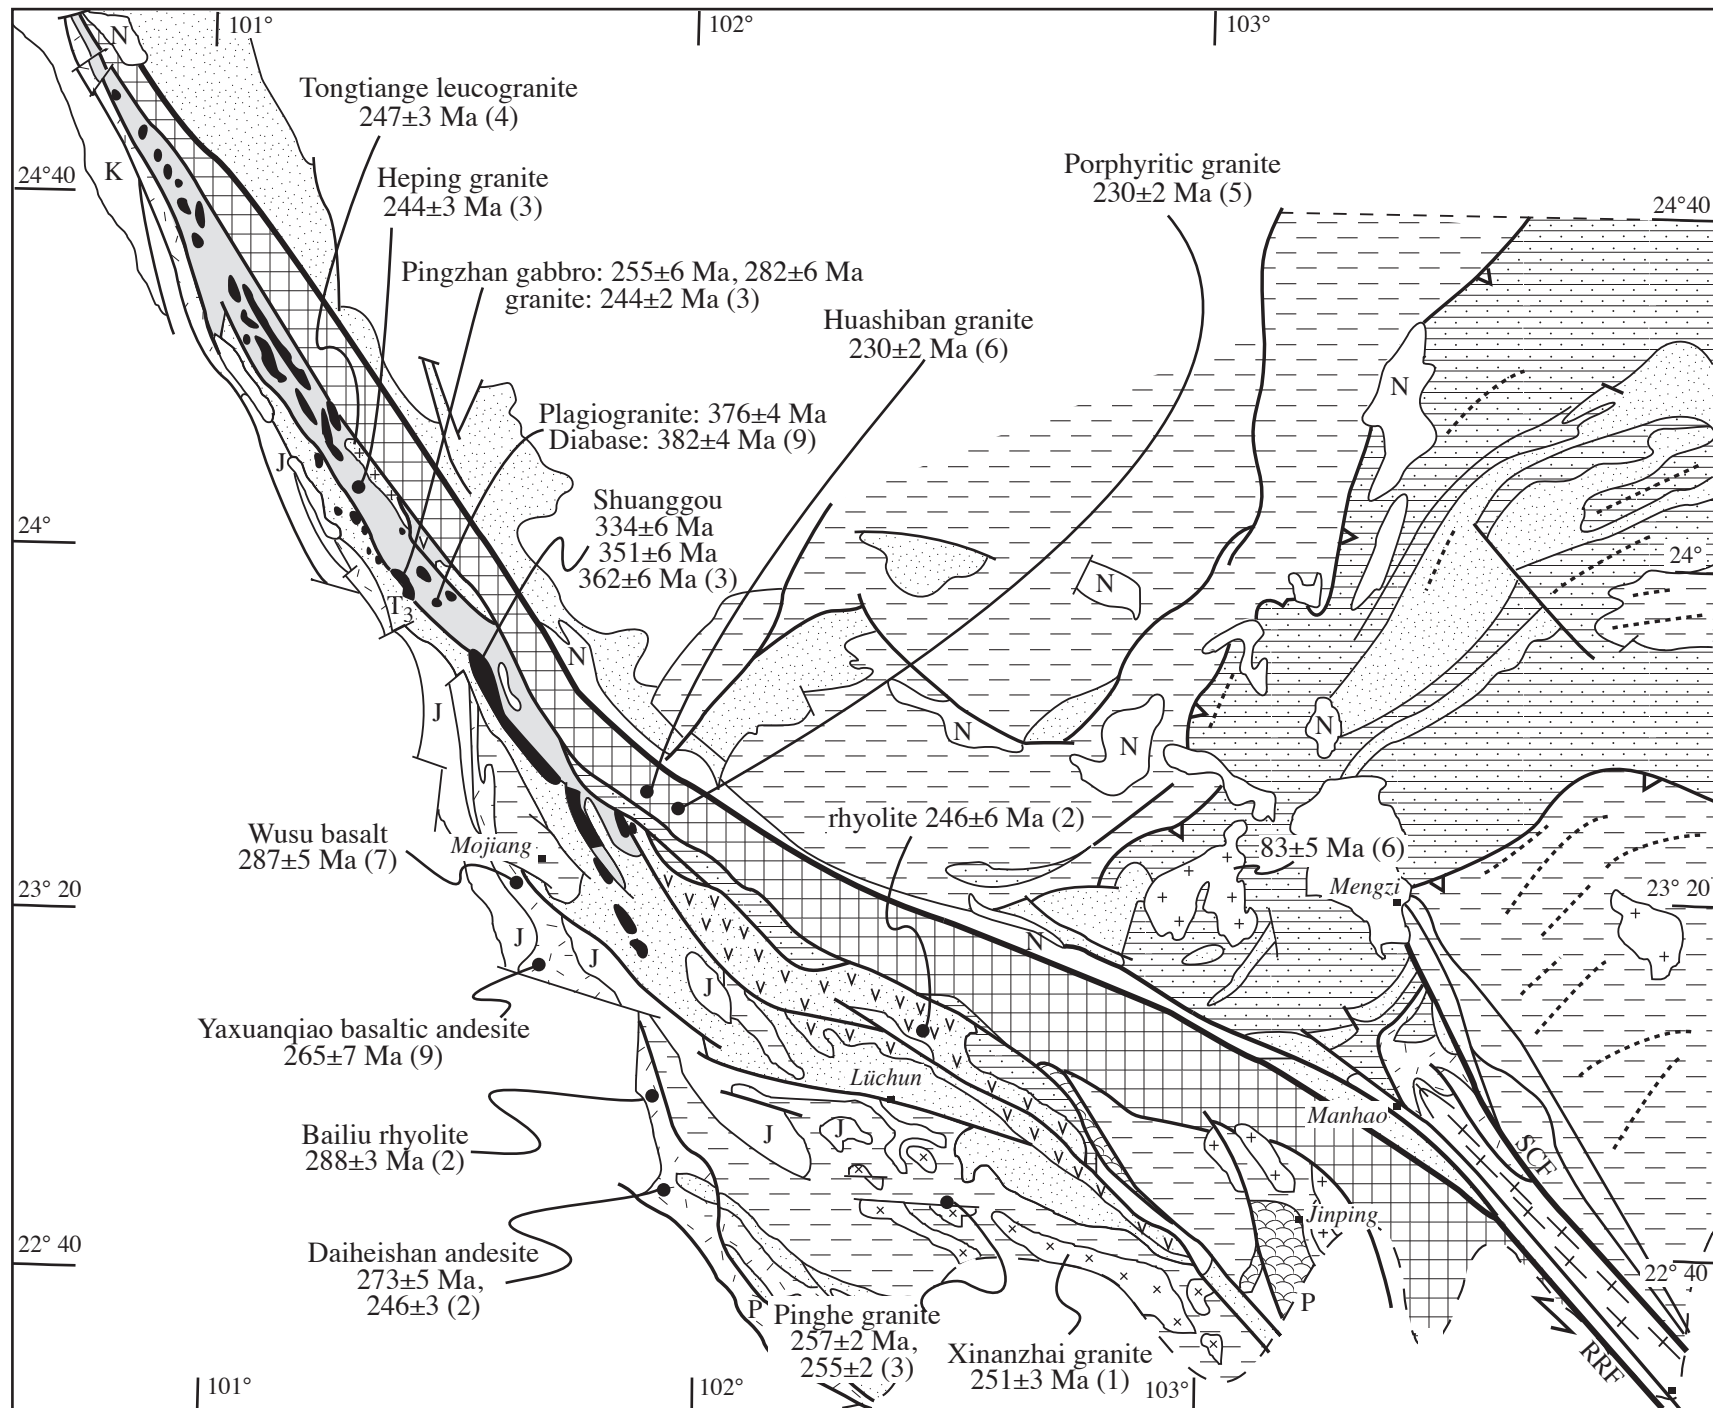 101°
102°
103°
N
Tongtiange leucogranite
247±3 Ma (4)
K
24°40
Heping granite
244±3 Ma (3)
Porphyritic granite
230±2 Ma (5)
24°40
Pingzhan gabbro: 255±6 Ma, 282±6 Ma
granite: 244±2 Ma (3)
Huashiban granite
230±2 Ma (6)
N
Plagiogranite: 376±4 Ma
Diabase: 382±4 Ma (9)
J
Shuanggou
334±6 Ma
351±6 Ma
362±6 Ma (3)
24°
24°
N
T3
N
J
N
N
N
Wusu basalt
287±5 Ma (7)
Mojiang
rhyolite 246±6 Ma (2)
83±5 Ma (6)
Mengzi
23° 20
23° 20
J
J
N
J
Yaxuanqiao basaltic andesite
265±7 Ma (9)
Lüchun
Manhao
Bailiu rhyolite
288±3 Ma (2)
J
J
SCF
Jinping
22° 40
Daiheishan andesite
273±5 Ma,
246±3 (2)
22° 40
P
P
Pinghe granite
257±2 Ma,
255±2 (3)
Xinanzhai granite
251±3 Ma (1)
RRF
101°
102°
103°